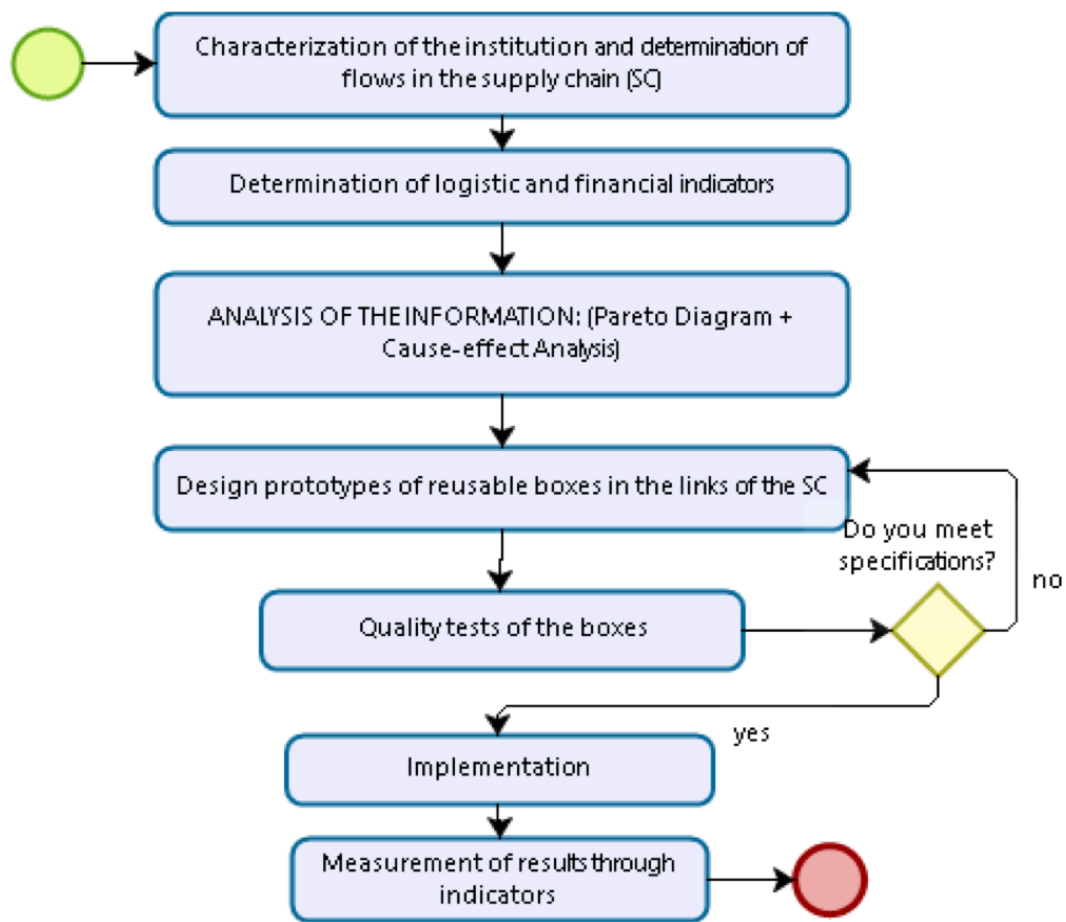 Characterization of the institution and determination of
flows in the supply chain (SC)
Determination of logistic and financial indicators
ANALYSIS OF THE INFORMATION: (Pareto Diagram +
Cause-effect Analysis)
Design prototypes of reusable boxes in the links of the SC
Do you meet
specifications?
no
Quality tests of the boxes
yes
Implementation
Measurement of results through
indicators